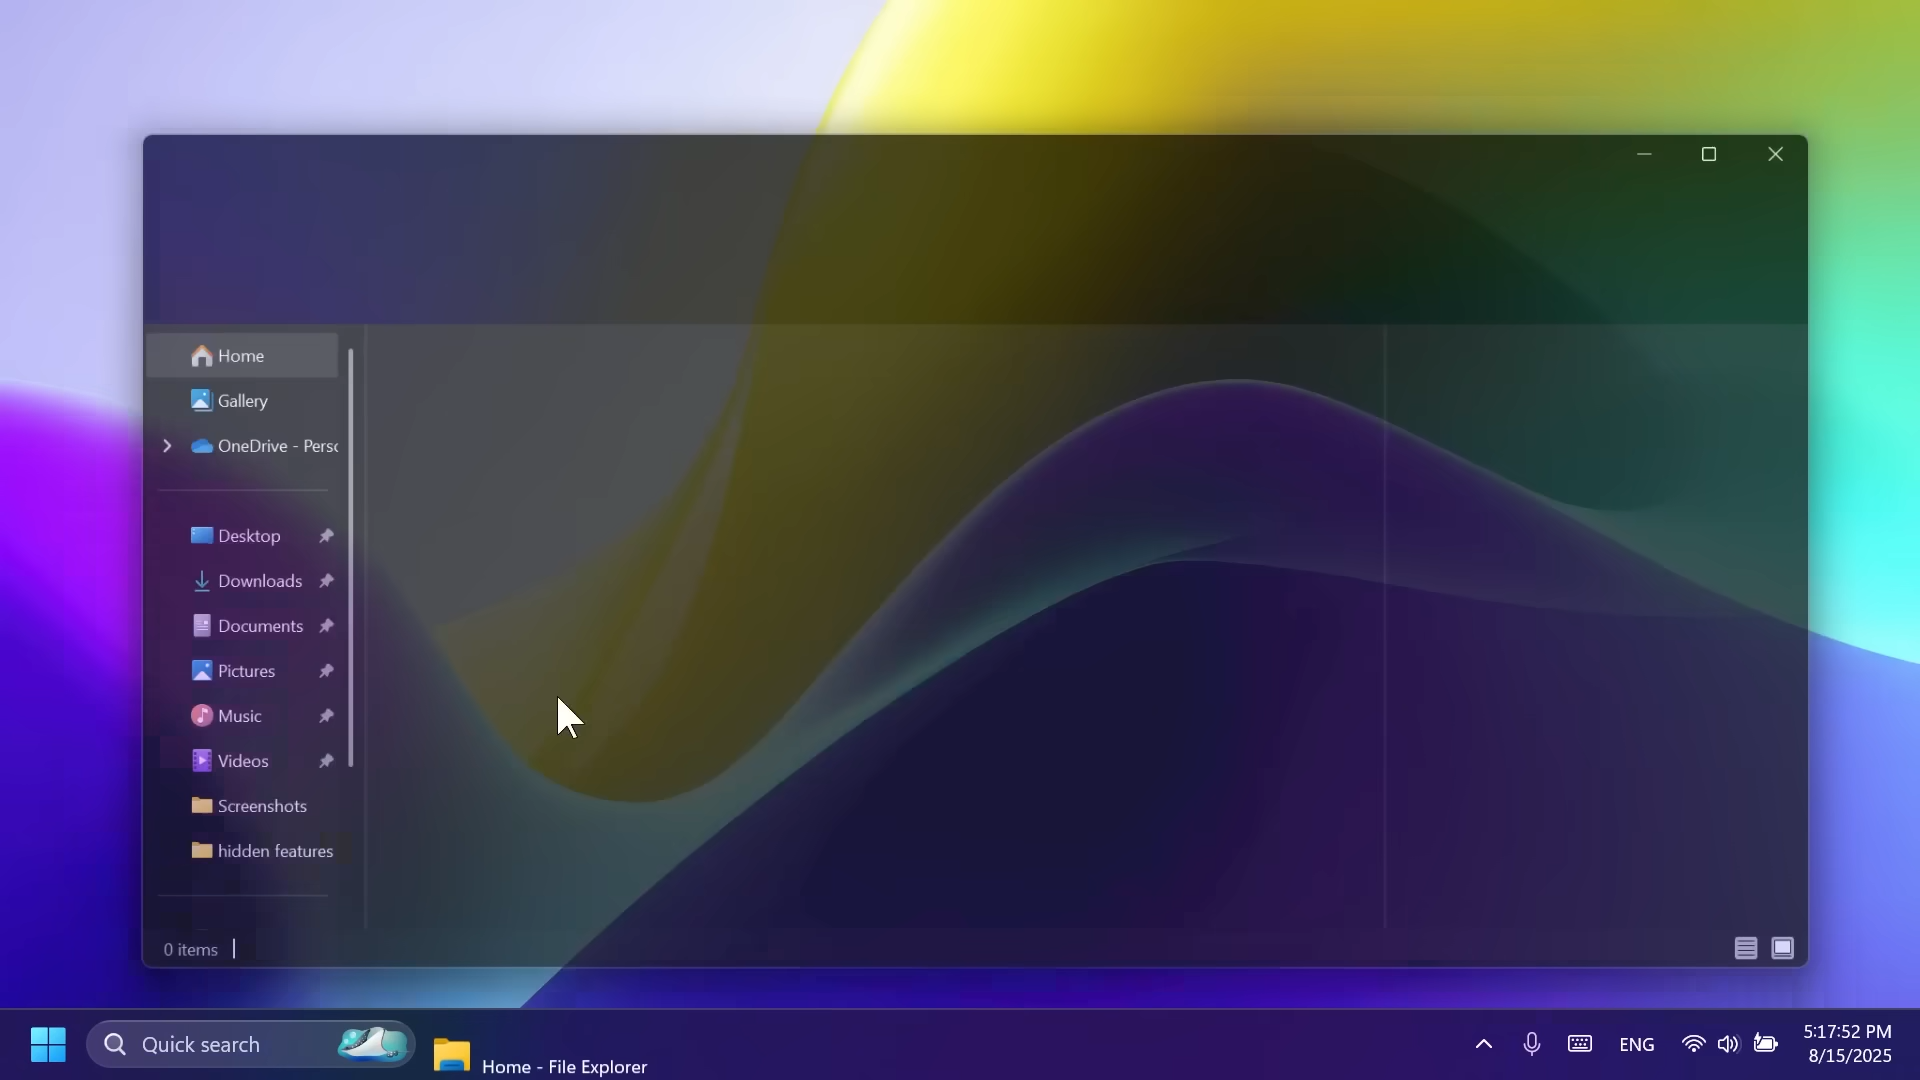 Home
Gallery
OneDrive - Pers
Desktop
Downloads
Documents
Pictures
Music
Videos
Screenshots
hidden features
0 items
Quick search
Home - File Explorer
ENG
5:17:52 PM
8/15/2025